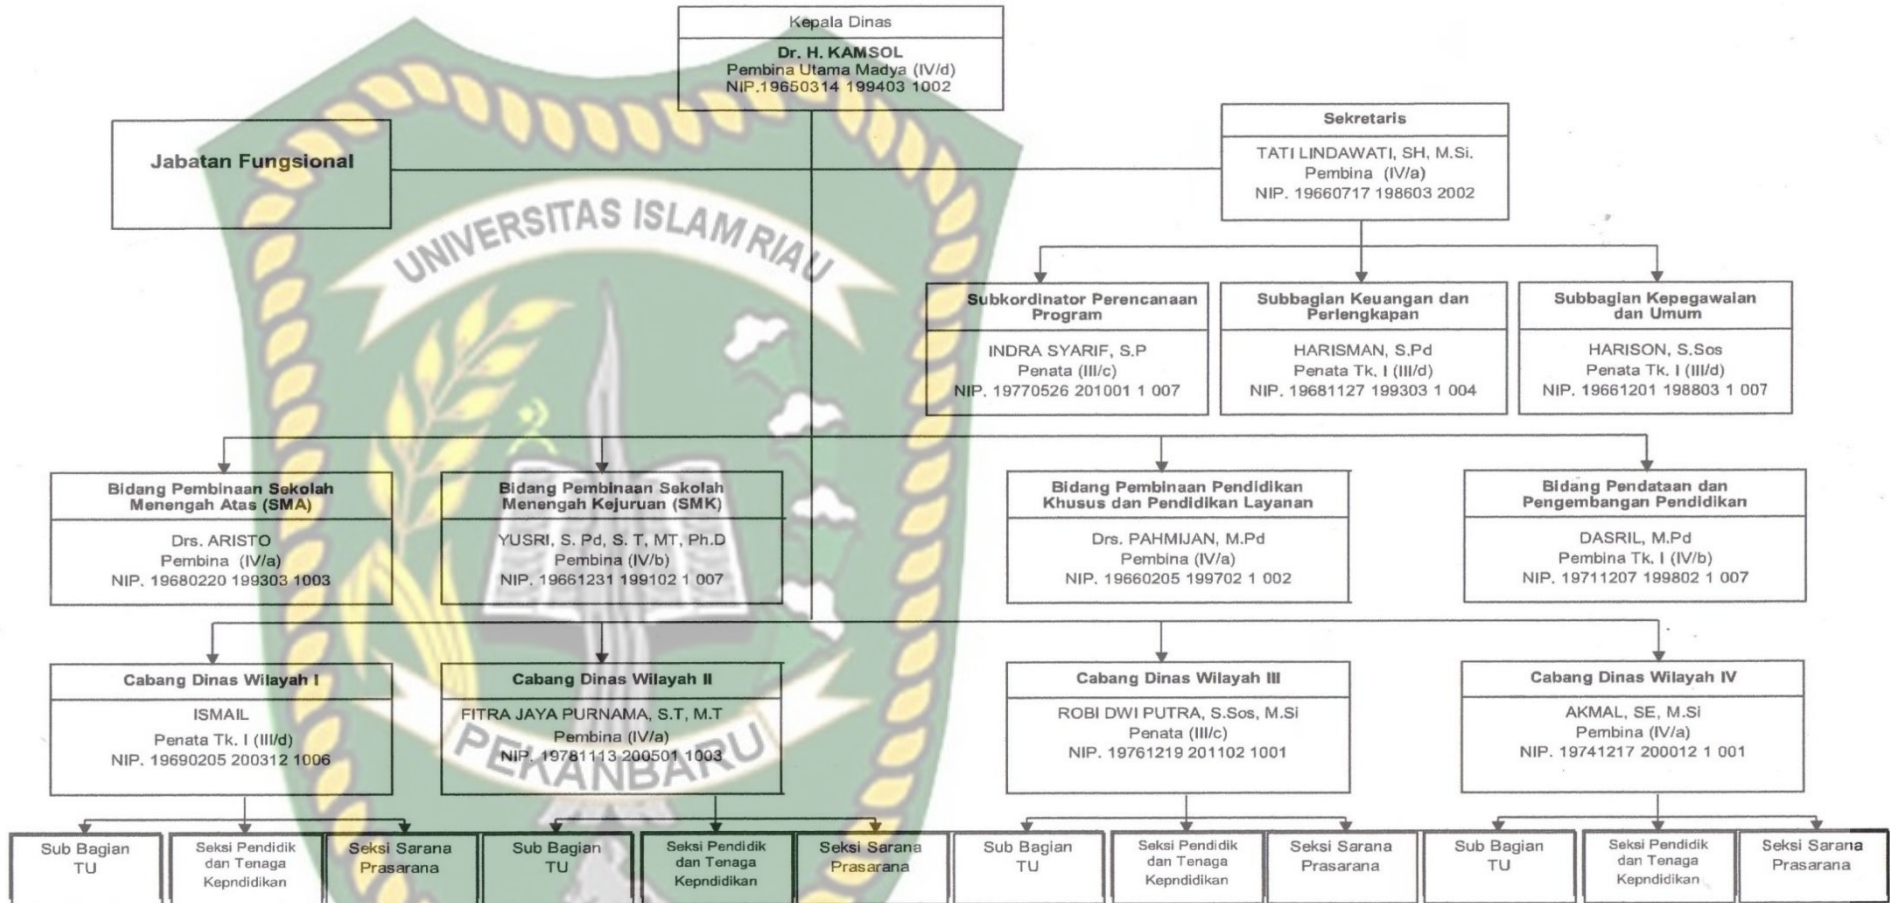 Kepala Dinas
Dr. H. KAMSOL
Pembina Utama Madya (IV/d)
NIP.19650314 199403 1002
Jabatan Fungsional
Sekretaris
TATI LINDAWATI, SH, M.Si.
Pembina (IV/a)
NIP. 19660717 198603 2002
UNIVERSITAS ISLAM RIAU
Subkordinator Perencanaan
Program
INDRA SYARIF, S.P
Penata (III/c)
NIP. 19770526 201001 1 007
Subbagian Keuangan dan
Perlengkapan
HARISMAN, S.Pd
Penata Tk. I (III/d)
NIP. 19681127 199303 1 004
Subbagian Kepegawaian
dan Umum
HARISON, S.Sos
Penata Tk. I (III/d)
NIP. 19661201 198803 1 007
Bidang Pembinaan Sekolah
Menengah Atas (SMA)
Drs. ARISTO
Pembina (IV/a)
NIP. 19680220 199303 1003
Bidang Pembinaan Sekolah
Menengah Kejuruan (SMK)
YUSRI, S. Pd, S. T, MT, Ph.D
Pembina (IV/b)
NIP. 19661231 199102 1 007
Bidang Pembinaan Pendidikan
Khusus dan Pendidikan Layanan
Drs. PAHMIJAN, M.Pd
Pembina (IV/a)
NIP. 19660205 199702 1 002
Bidang Pendataan dan
Pengembangan Pendidikan
DASRIL, M.Pd
Pembina Tk. I (IV/b)
NIP. 19711207 199802 1 007
Cabang Dinas Wilayah I
ISMAIL
Penata Tk. I (III/d)
NIP. 19690205 200312 1006
Cabang Dinas Wilayah II
FITRA JAYA PURNAMA, S.T, M.T
Pembina (IV/a)
NIP. 19781113 200501 1003
PEKANBARU
Cabang Dinas Wilayah III
ROBI DWI PUTRA, S.Sos, M.Si
Penata (III/c)
NIP. 19761219 201102 1001
Cabang Dinas Wilayah IV
AKMAL, SE, M.Si
Pembina (IV/a)
NIP. 19741217 200012 1 001
Sub Bagian
TU
Seksi Pendidik
dan Tenaga
Kepndidikan
Seksi Sarana
Prasarana
Sub Bagian
TU
Seksi Pendidik
dan Tenaga
Kepndidikan
Seksi Sarana
Prasarana
Sub Bagian
TU
Seksi Pendidik
dan Tenaga
Kepndidikan
Seksi Sarana
Prasarana
Sub Bagian
TU
Seksi Pendidik
dan Tenaga
Kepndidikan
Seksi Sarana
Prasarana